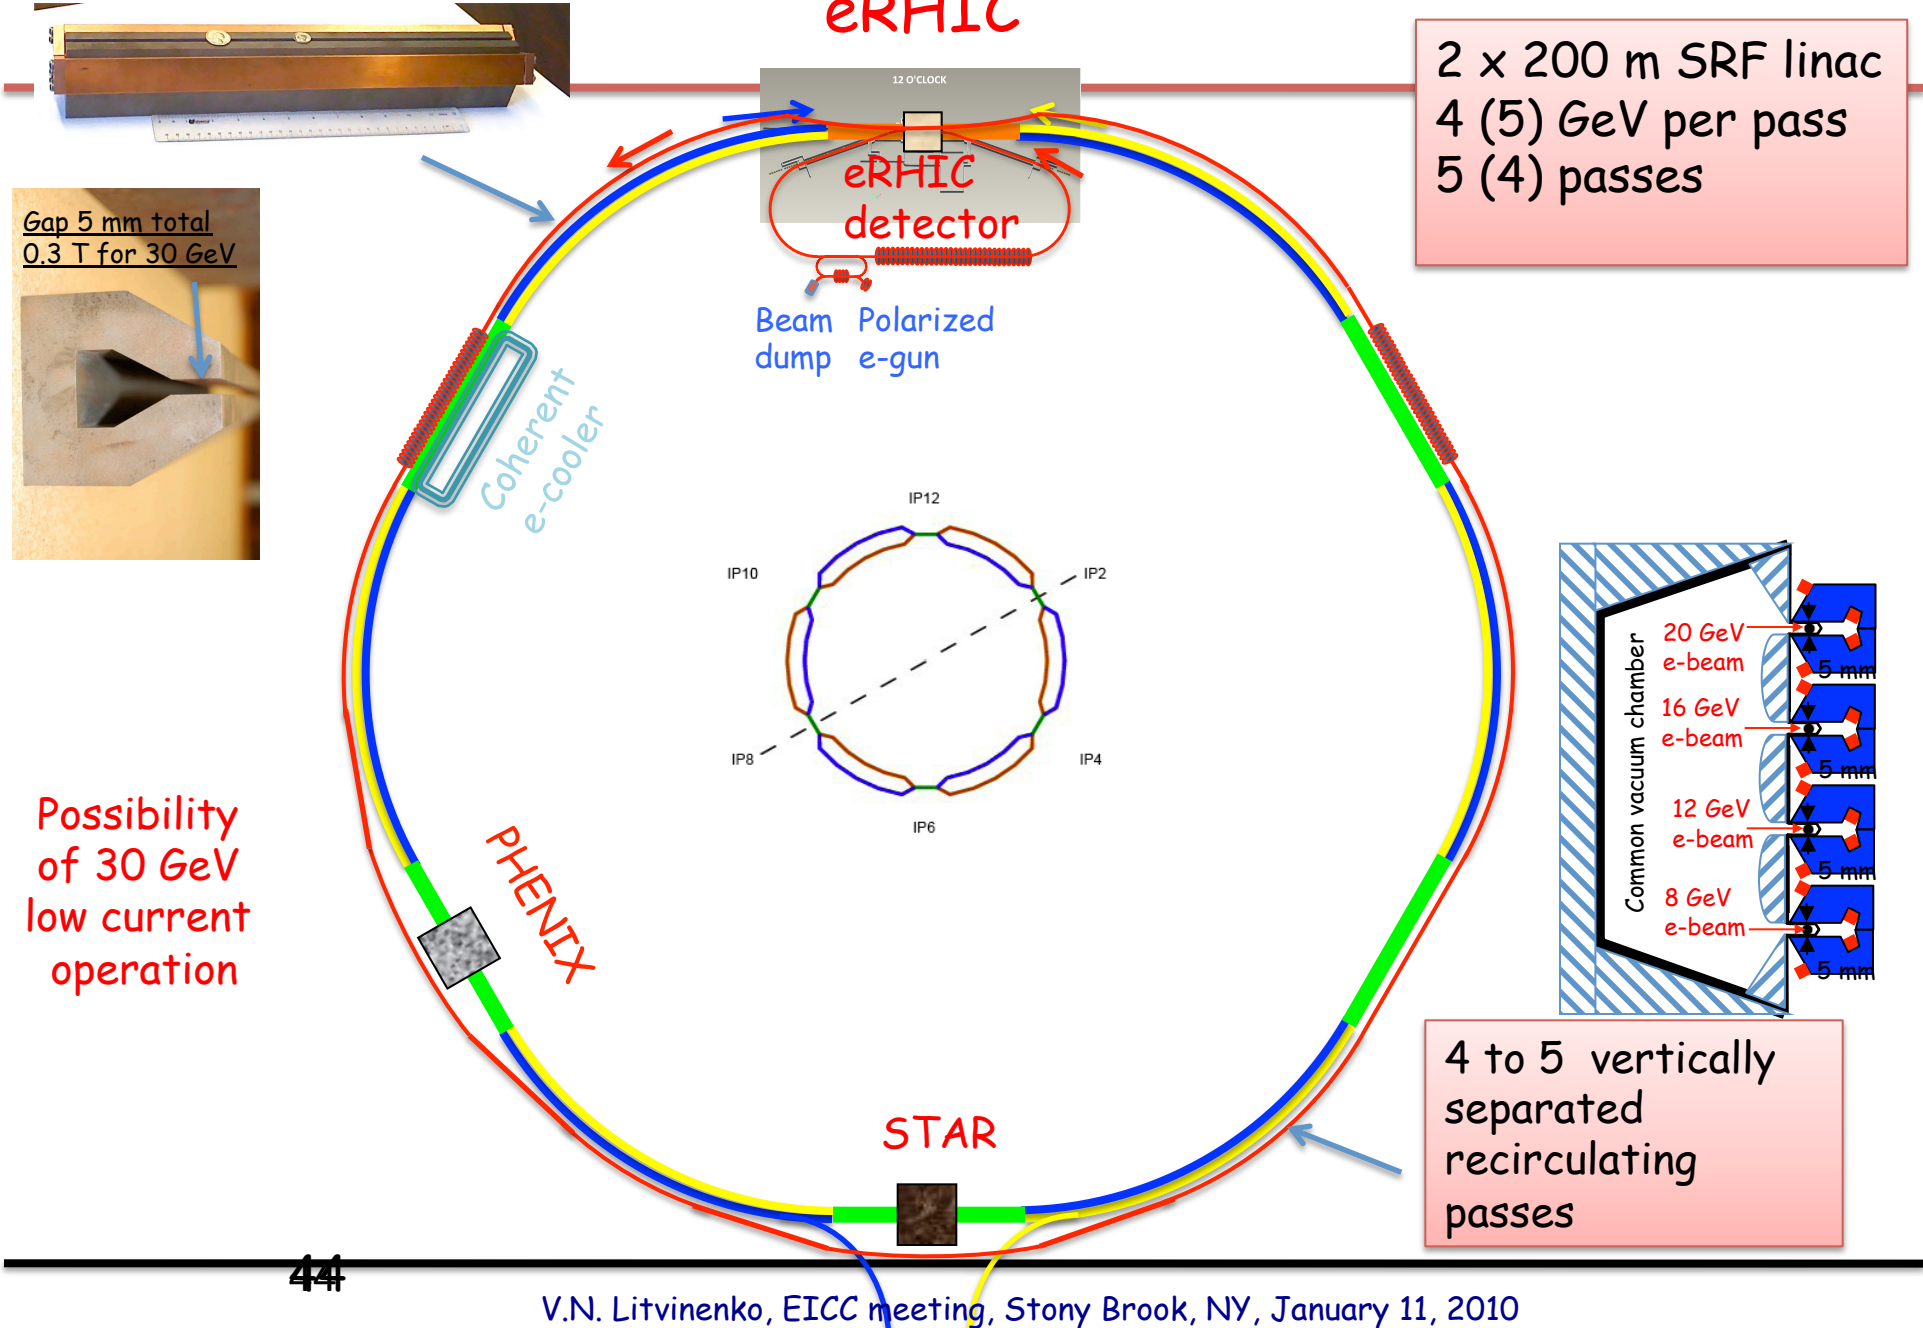 eRHIC
2 x 200 m SRF linac
4 (5) GeV per pass
5 (4) passes
12 O'CLOCK
eRHIC
detector
Gap 5 mm total
0.3 T for 30 GeV
Beam
dump
Polarized
e-gun
Coherent
e-cooler
IP12
IP10
IP2
IP8
IP4
IP6
Common vacuum chamber
20 GeV
e-beam
5 mm
16 GeV
e-beam
5 mm
12 GeV
e-beam
5 mm
8 GeV
e-beam
5 mm
Possibility
of 30 GeV
low current
operation
PHENIX
STAR
4 to 5 vertically
separated
recirculating
passes
44
V.N. Litvinenko, EICC meeting, Stony Brook, NY, January 11, 2010